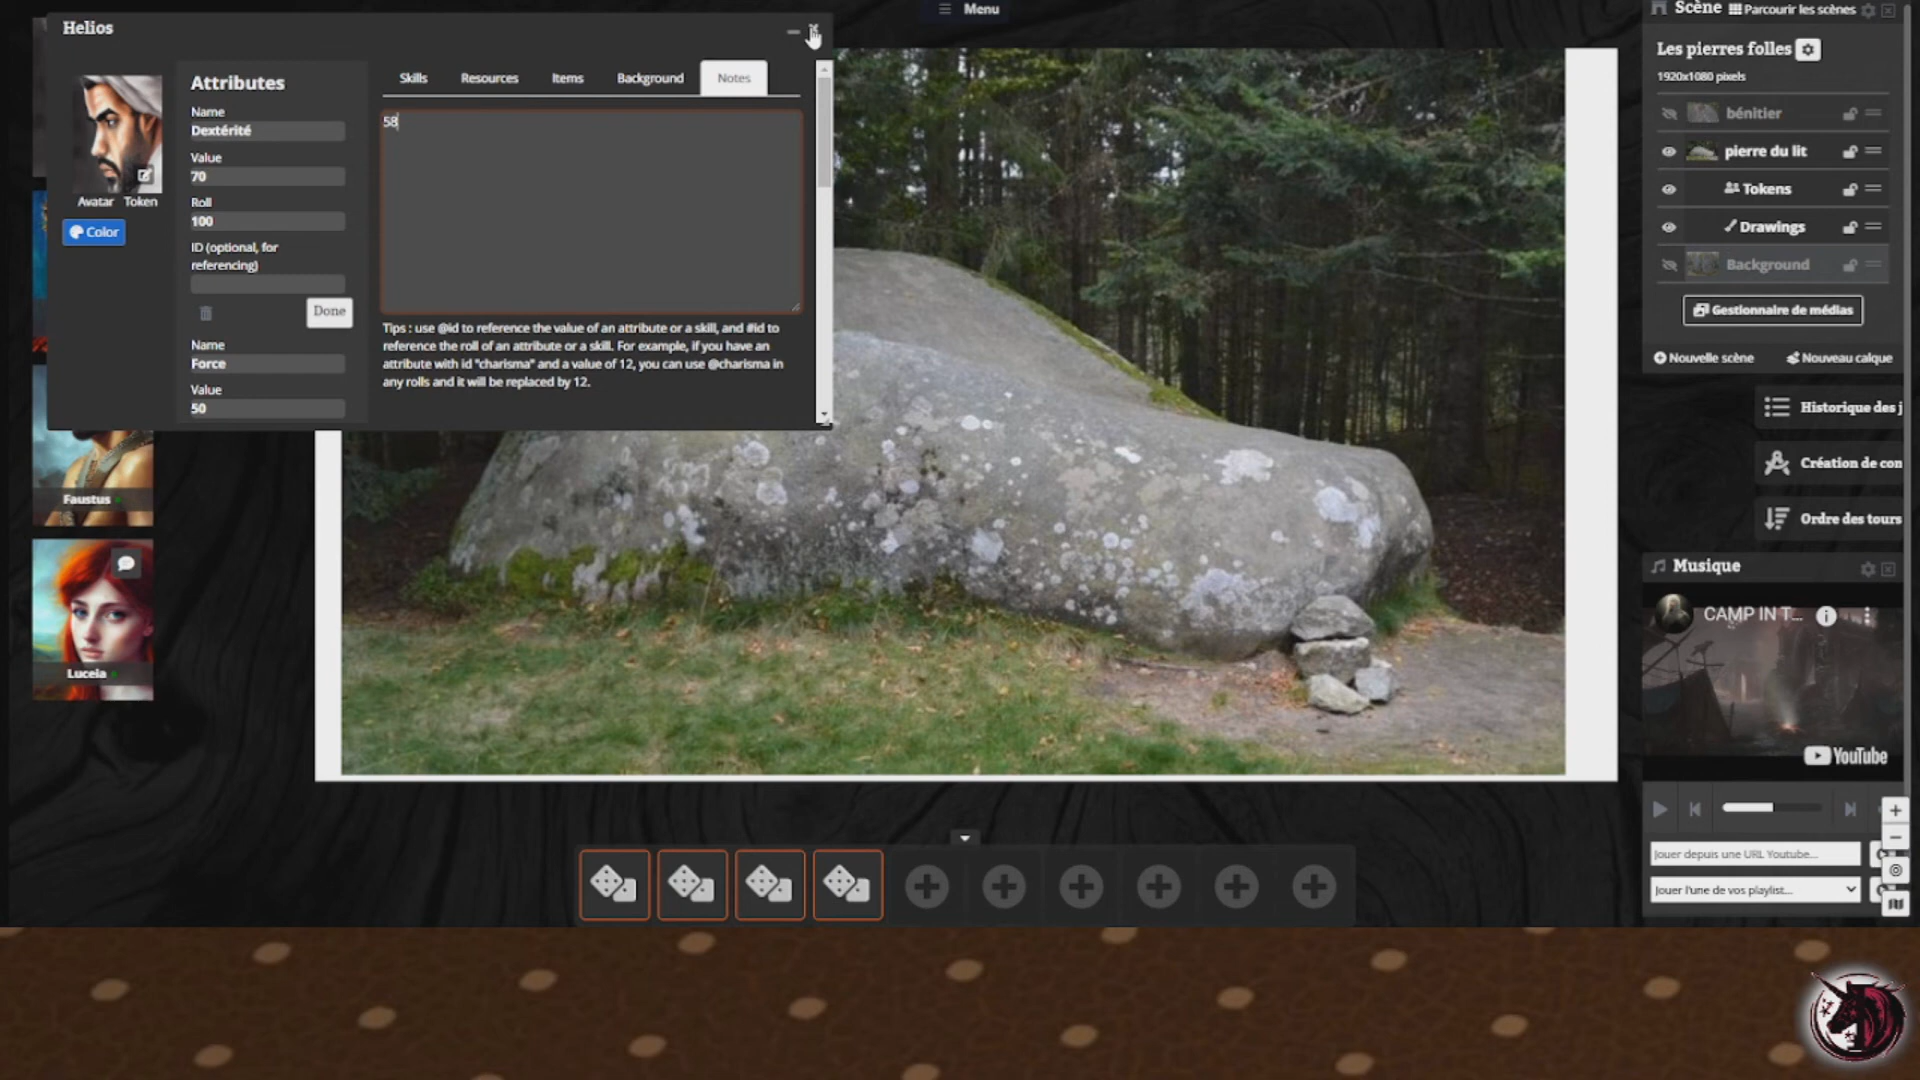 Helios
Avatar Token
Color
Attributes
Name
Dextérité
Value
70
Roll
100
ID (optional, for
referencing)
Done
Name
Force
Value
50
Skills
Resources
Items
Background
Notes
58
Tips : use @id to reference the value of an attribute or a skill, and #id to
reference the roll of an attribute or a skill. For example, if you have an
attribute with id "charisma" and a value of 12, you can use @charisma in
any rolls and it will be replaced by 12.
Faustus
Luceia
Menu
Scène
Parcourir les scènes
Les pierres folles
1920x1080 pixels
bénitier
pierre du lit
Tokens
Drawings
Background
Gestionnaire de médias
Nouvelle scène
Nouveau calque
Historique des j
Création de con
Ordre des tours
Musique
CAMP IN T...
YouTube
Jouer depuis une URL Youtube...
Jouer l'une de vos playlist...